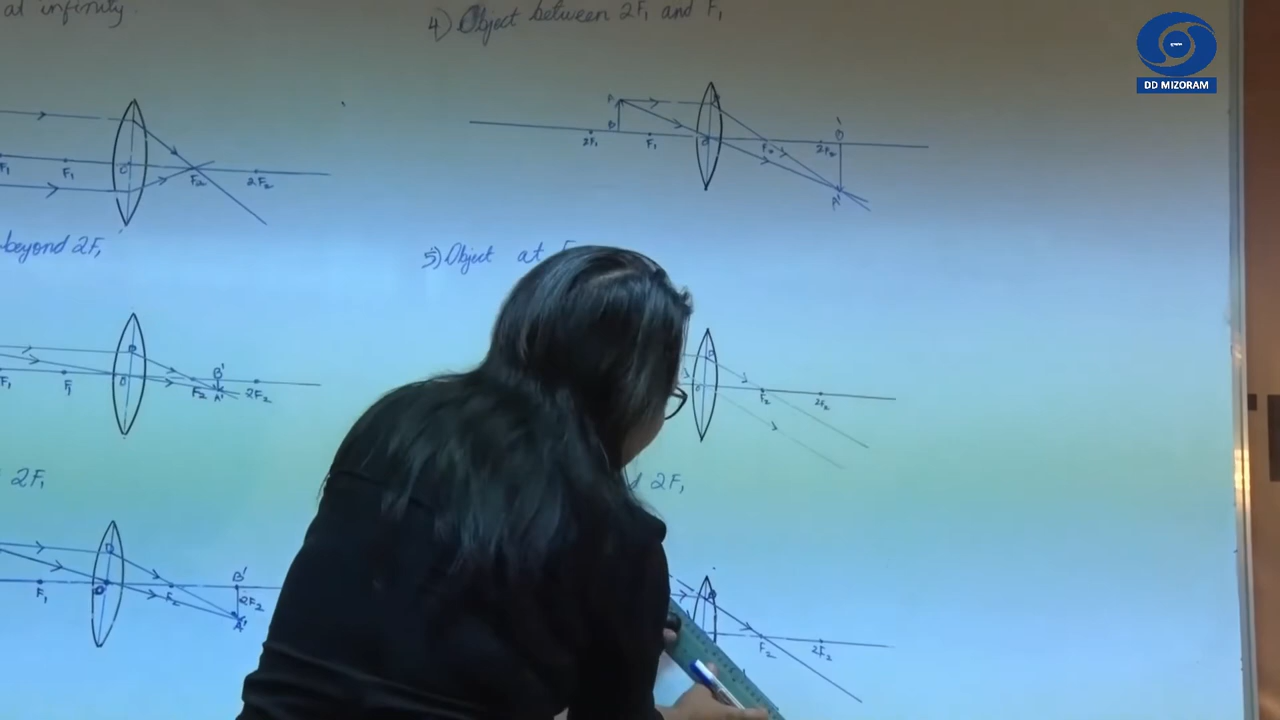 at infinity.
F₁ F₁ O F₂ 2F₂
beyond 2F₁
F₁ F₁ O F₂ B' A' 2F₂
2F₁
F₁ O F₂ B' 2F₂ A'
4) Object between 2F₁ and F₁
A B 2F₁ F₁ O F₂ 2F₂ B' A'
5) Object at F
O F₂ 2F₂
2F₁
F₂ 2F₂
DD MIZORAM